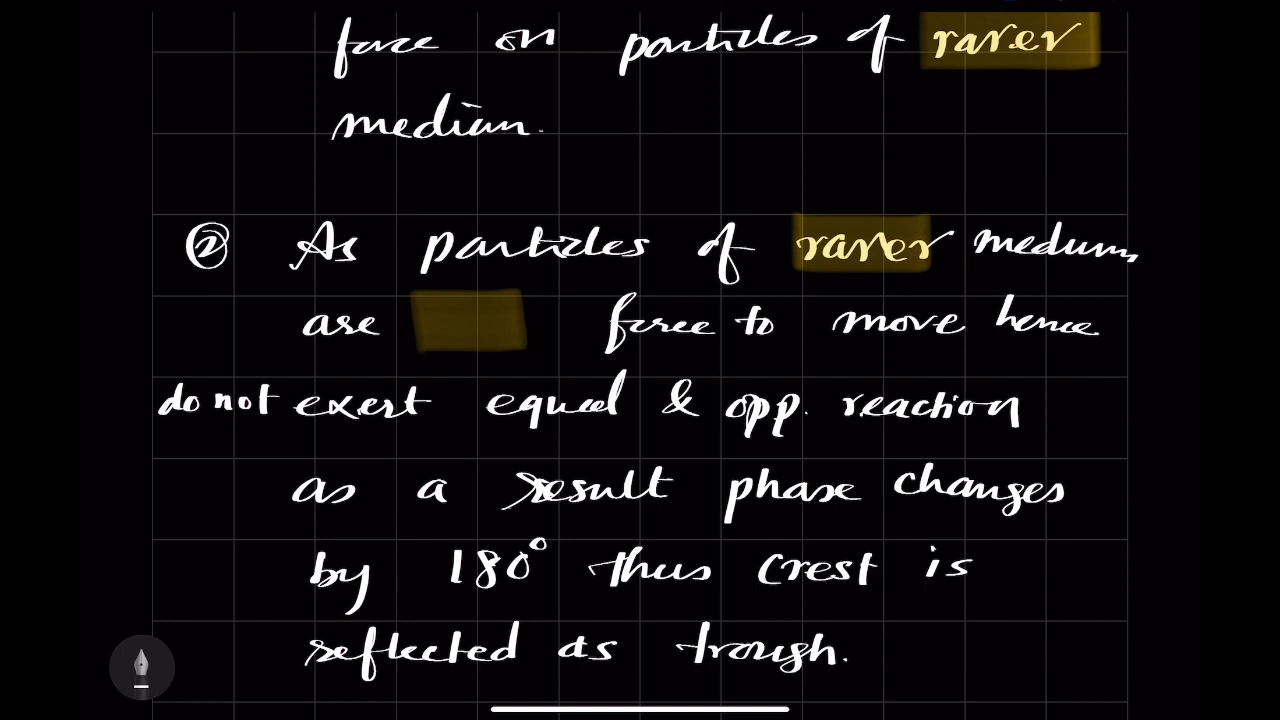 force on particles of rarer
medium.
② As particles of rarer medium,
are force to move hence
do not exert equal & opp. reaction
as a result phase changes
by 180° thus crest is
reflected as trough.